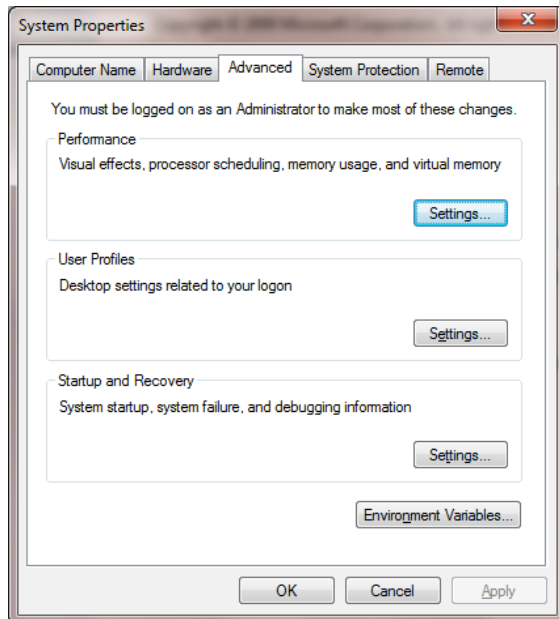 System Properties
Computer Name Hardware Advanced System Protection Remote
You must be logged on as an Administrator to make most of these changes.
Performance
Visual effects, processor scheduling, memory usage, and virtual memory
Settings...
User Profiles
Desktop settings related to your logon
Settings...
Startup and Recovery
System startup, system failure, and debugging information
Settings...
Environment Variables...
OK Cancel Apply